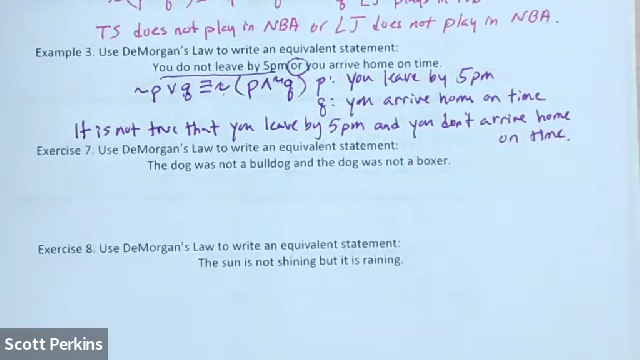 TS does not play in NBA or LJ does not play in NBA.
Example 3. Use DeMorgan's Law to write an equivalent statement:
You do not leave by 5pm or you arrive home on time.
~p ∨ q ≡ ~(p ∧ ~q) p: you leave by 5pm
q: you arrive home on time
It is not true that you leave by 5pm and you don't arrive home
on time.
Exercise 7. Use DeMorgan's Law to write an equivalent statement:
The dog was not a bulldog and the dog was not a boxer.
Exercise 8. Use DeMorgan's Law to write an equivalent statement:
The sun is not shining but it is raining.
Scott Perkins